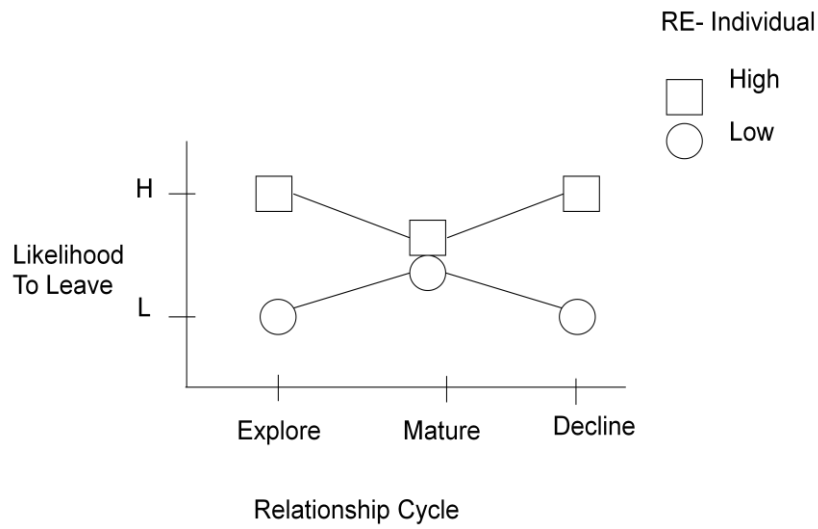 RE- Individual
High
Low
H
Likelihood
To Leave
L
Explore
Mature
Decline
Relationship Cycle